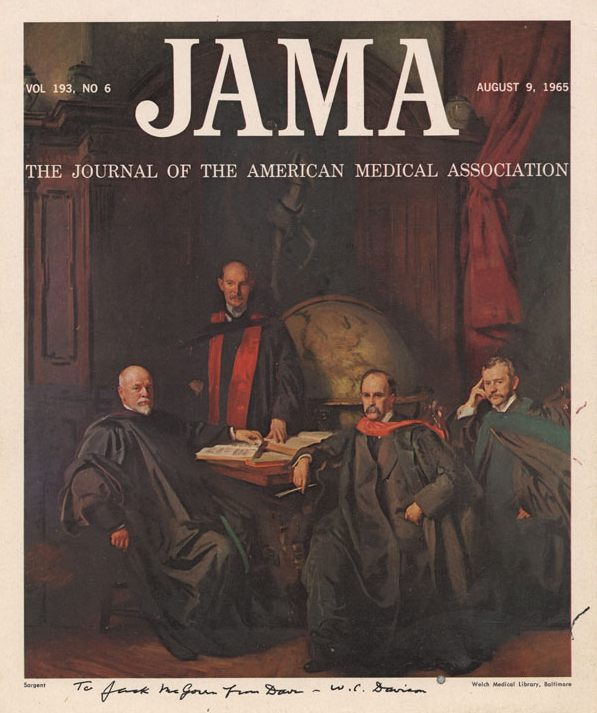 JAMA
VOL 193, NO 6
AUGUST 9, 1965
THE JOURNAL OF THE AMERICAN MEDICAL ASSOCIATION
Sargent
Welch Medical Library, Baltimore
To Jack McGovern from Dave – W.C. Davison